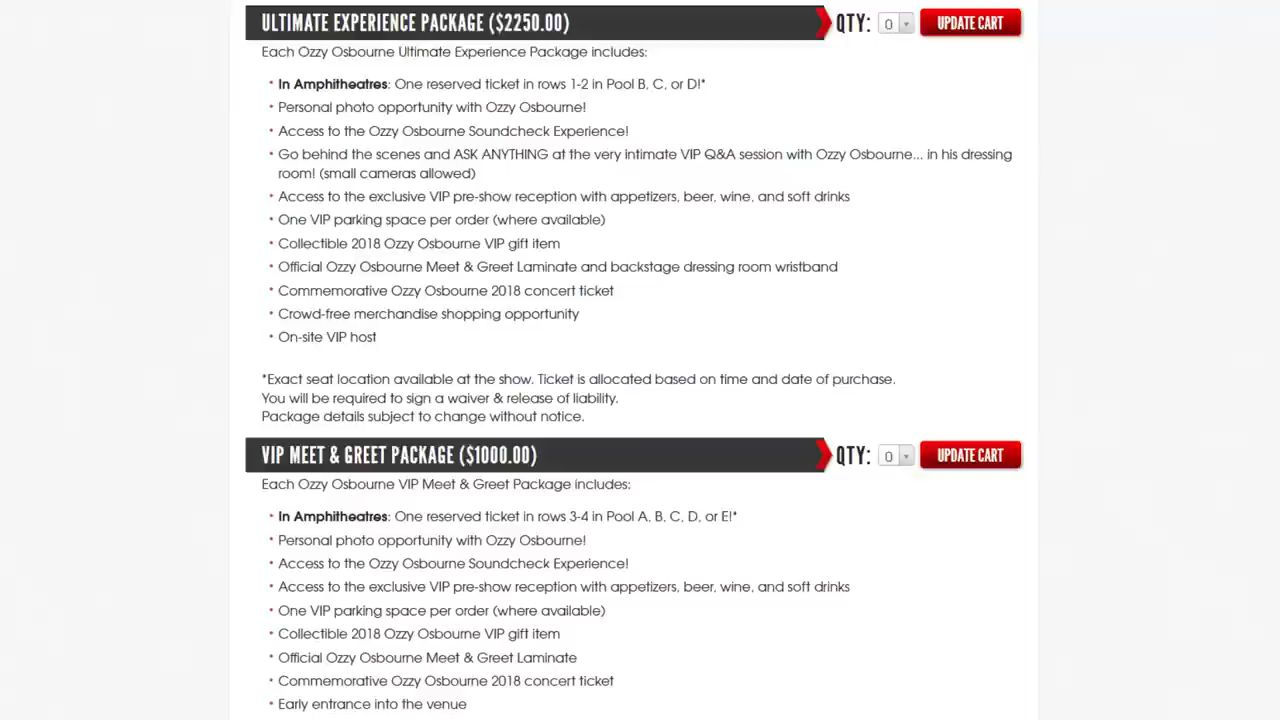 ULTIMATE EXPERIENCE PACKAGE ($2250.00) QTY: 0 UPDATE CART
Each Ozzy Osbourne Ultimate Experience Package includes:
• In Amphitheatres: One reserved ticket in rows 1-2 in Pool B, C, or D!*
• Personal photo opportunity with Ozzy Osbourne!
• Access to the Ozzy Osbourne Soundcheck Experience!
• Go behind the scenes and ASK ANYTHING at the very intimate VIP Q&A session with Ozzy Osbourne... in his dressing
room! (small cameras allowed)
• Access to the exclusive VIP pre-show reception with appetizers, beer, wine, and soft drinks
• One VIP parking space per order (where available)
• Collectible 2018 Ozzy Osbourne VIP gift item
• Official Ozzy Osbourne Meet & Greet Laminate and backstage dressing room wristband
• Commemorative Ozzy Osbourne 2018 concert ticket
• Crowd-free merchandise shopping opportunity
• On-site VIP host
*Exact seat location available at the show. Ticket is allocated based on time and date of purchase.
You will be required to sign a waiver & release of liability.
Package details subject to change without notice.
VIP MEET & GREET PACKAGE ($1000.00) QTY: 0 UPDATE CART
Each Ozzy Osbourne VIP Meet & Greet Package includes:
• In Amphitheatres: One reserved ticket in rows 3-4 in Pool A, B, C, D, or E!*
• Personal photo opportunity with Ozzy Osbourne!
• Access to the Ozzy Osbourne Soundcheck Experience!
• Access to the exclusive VIP pre-show reception with appetizers, beer, wine, and soft drinks
• One VIP parking space per order (where available)
• Collectible 2018 Ozzy Osbourne VIP gift item
• Official Ozzy Osbourne Meet & Greet Laminate
• Commemorative Ozzy Osbourne 2018 concert ticket
• Early entrance into the venue